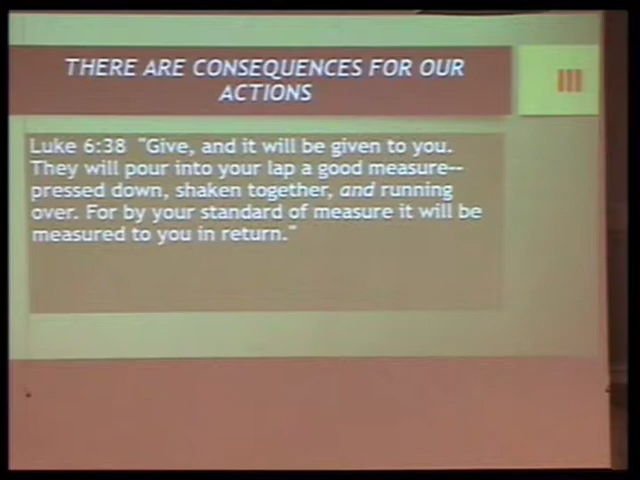 THERE ARE CONSEQUENCES FOR OUR
ACTIONS
III
Luke 6:38 "Give, and it will be given to you.
They will pour into your lap a good measure--
pressed down, shaken together, and running
over. For by your standard of measure it will be
measured to you in return."